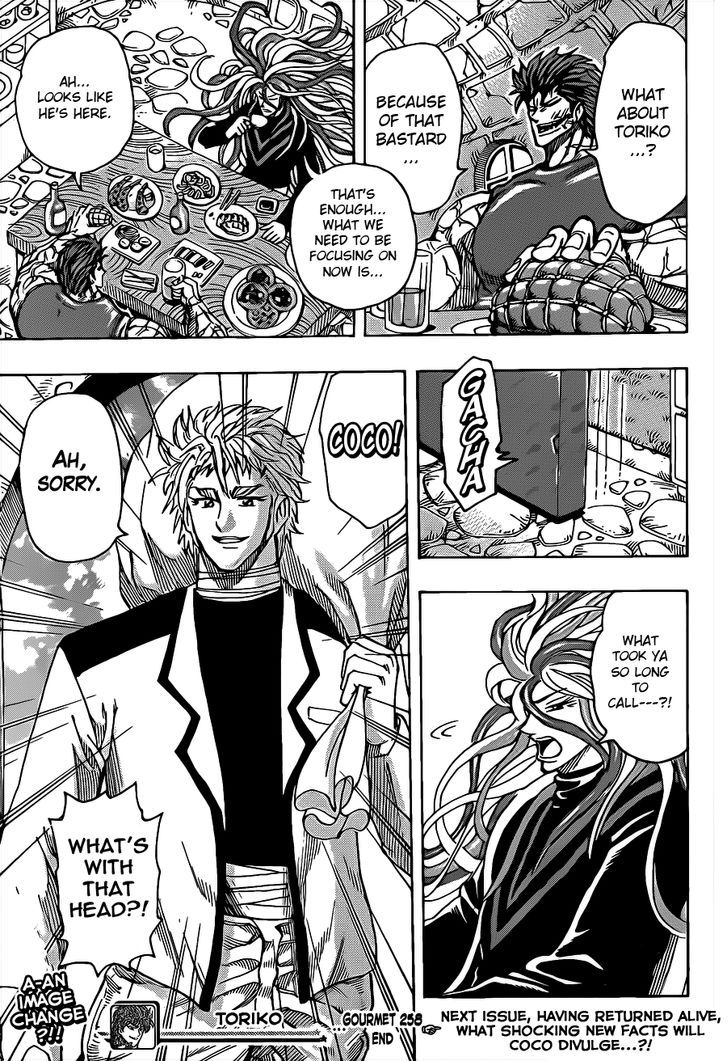 WHAT
ABOUT
TORIKO
...?
BECAUSE
OF THAT
BASTARD
...
THAT'S
ENOUGH...
WHAT WE
NEED TO BE
FOCUSING ON
NOW IS...
AH...
LOOKS LIKE
HE'S HERE.
GACHA
WHAT
TOOK YA
SO LONG
TO
CALL---?!
COCO!
AH,
SORRY.
WHAT'S
WITH
THAT
HEAD?!
A-AN
IMAGE
CHANGE
?!!
TORIKO
...GOURMET 258
END
☞ NEXT ISSUE, HAVING RETURNED ALIVE,
WHAT SHOCKING NEW FACTS WILL
COCO DIVULGE...?!